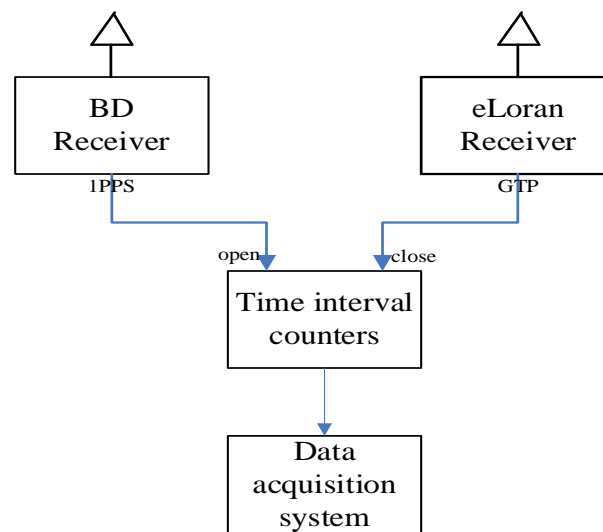 BD
Receiver
eLoran
Receiver
1PPS
GTP
open
close
Time interval
counters
Data
acquisition
system